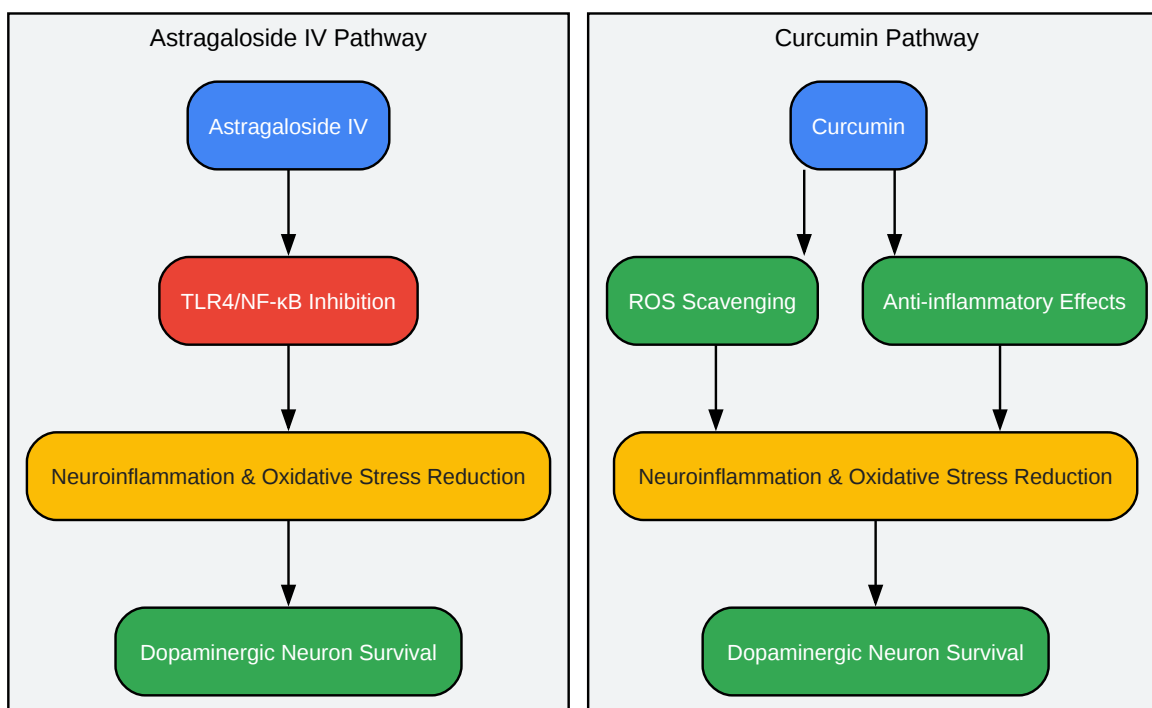 Astragaloside IV Pathway
Astragaloside IV
TLR4/NF-κB Inhibition
Neuroinflammation & Oxidative Stress Reduction
Dopaminergic Neuron Survival
Curcumin Pathway
Curcumin
ROS Scavenging
Anti-inflammatory Effects
Neuroinflammation & Oxidative Stress Reduction
Dopaminergic Neuron Survival